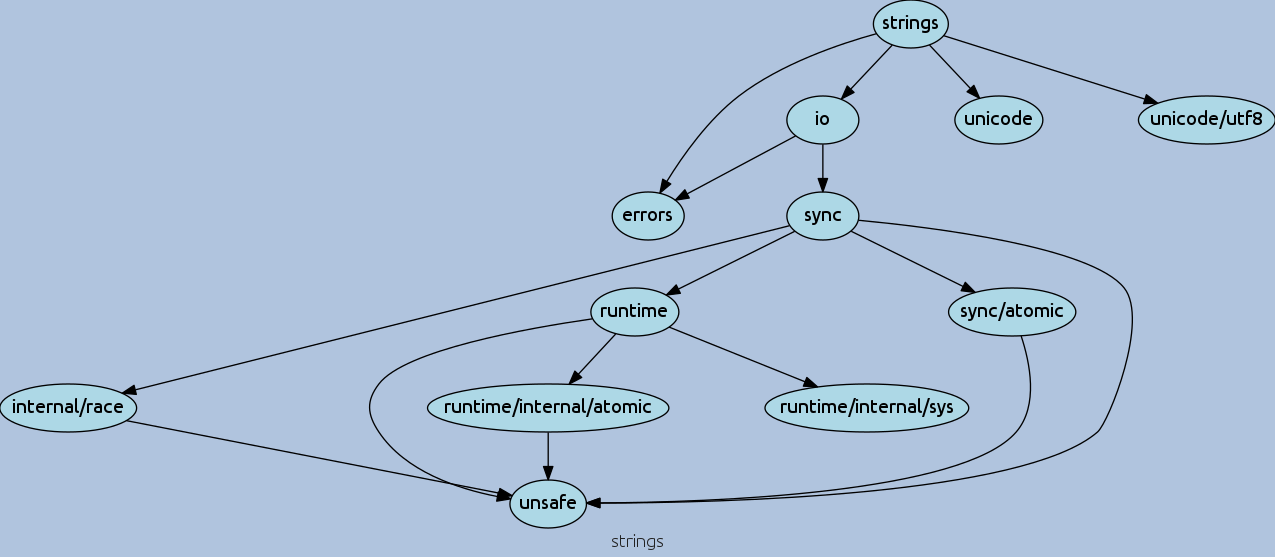 strings
io
unicode
unicode/utf8
errors
sync
runtime
sync/atomic
internal/race
runtime/internal/atomic
runtime/internal/sys
unsafe
strings